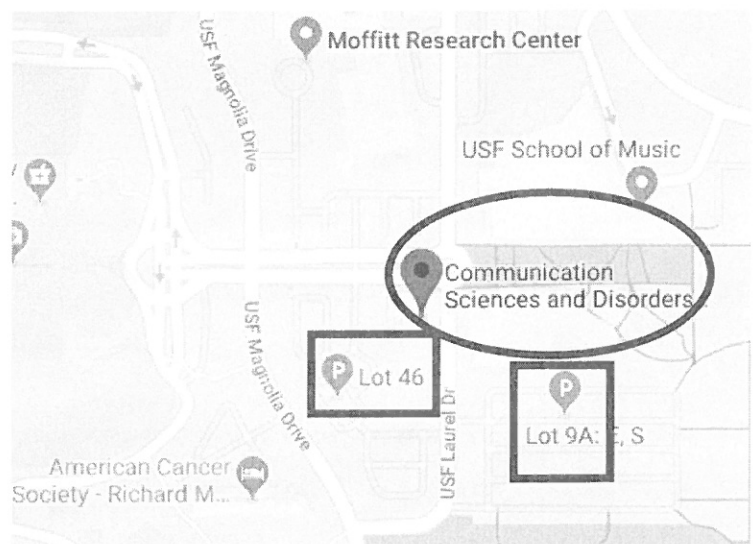 Moffitt Research Center
USF Magnolia Drive
USF School of Music
Communication
Sciences and Disorders..
USF Magnolia Drive
P Lot 46
P
Lot 9A: E, S
USF Laurel Dr
American Cancer
Society - Richard M...